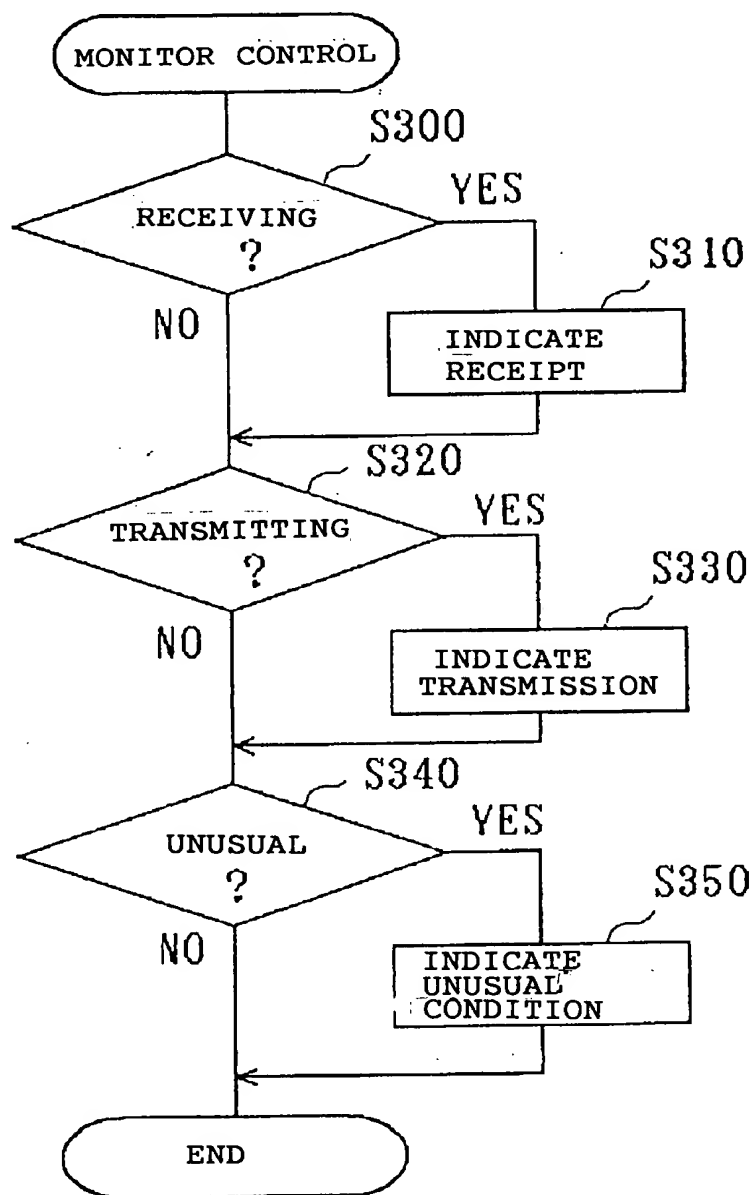 MONITOR CONTROL
S300
RECEIVING
?
YES
NO
S310
INDICATE
RECEIPT
S320
TRANSMITTING
?
YES
NO
S330
INDICATE
TRANSMISSION
S340
UNUSUAL
?
YES
NO
S350
INDICATE
UNUSUAL
CONDITION
END